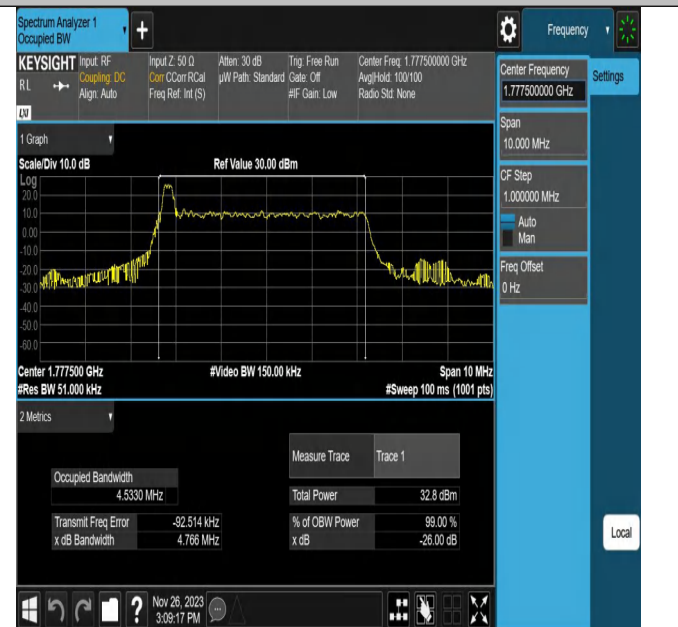 Spectrum Analyzer 1
Occupied BW
Frequency
KEYSIGHT
RL
LXI
Input: RF
Coupling: DC
Align: Auto
Input Z: 50 Ω
Corr CCorr RCal
Freq Ref: Int (S)
Atten: 30 dB
µW Path: Standard
Trig: Free Run
Gate: Off
#IF Gain: Low
Center Freq: 1.777500000 GHz
Avg|Hold: 100/100
Radio Std: None
Center Frequency
1.777500000 GHz
Settings
Span
10.000 MHz
CF Step
1.000000 MHz
Auto
Man
Freq Offset
0 Hz
Local
1 Graph
Scale/Div 10.0 dB
Ref Value 30.00 dBm
Log
20.0
10.0
0.00
-10.0
-20.0
-30.0
-40.0
-50.0
-60.0
Center 1.777500 GHz
#Video BW 150.00 kHz
Span 10 MHz
#Res BW 51.000 kHz
#Sweep 100 ms (1001 pts)
2 Metrics
Measure Trace
Trace 1
Occupied Bandwidth
4.5330 MHz
Total Power
32.8 dBm
Transmit Freq Error
-92.514 kHz
% of OBW Power
99.00 %
x dB Bandwidth
4.766 MHz
x dB
-26.00 dB
?
Nov 26, 2023
3:09:17 PM